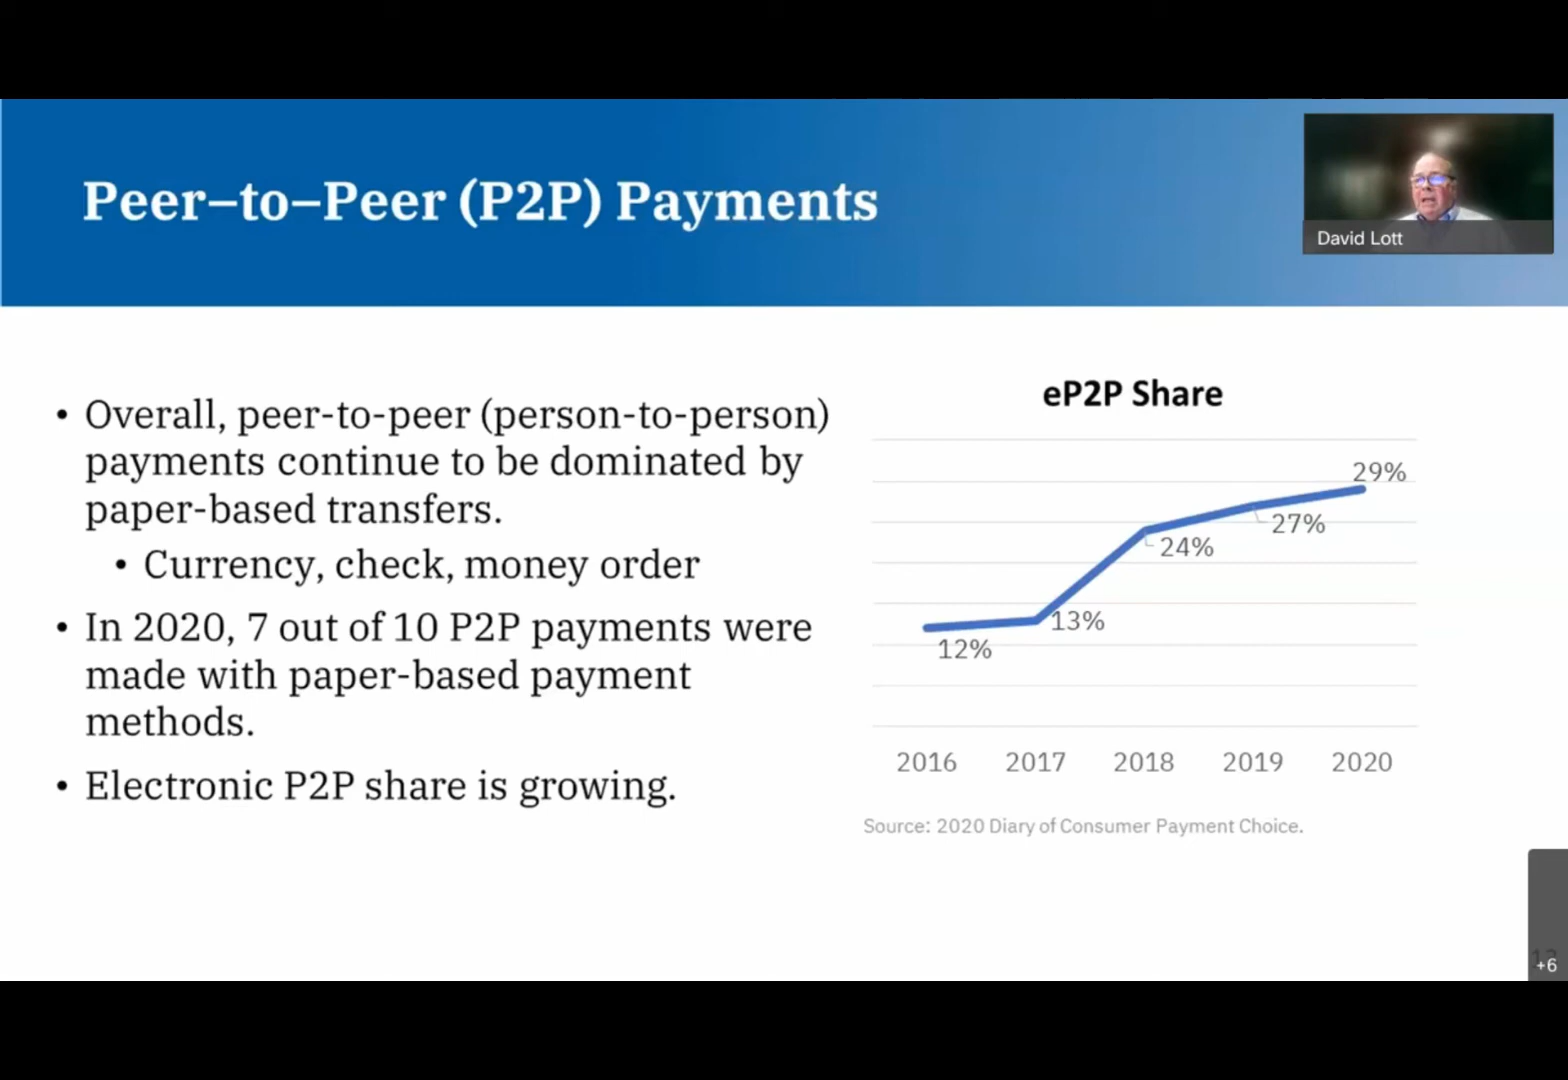 Peer–to–Peer (P2P) Payments
David Lott
• Overall, peer-to-peer (person-to-person)
payments continue to be dominated by
paper-based transfers.
• Currency, check, money order
• In 2020, 7 out of 10 P2P payments were
made with paper-based payment
methods.
• Electronic P2P share is growing.
eP2P Share
29%
27%
24%
13%
12%
2016 2017 2018 2019 2020
Source: 2020 Diary of Consumer Payment Choice.
+6